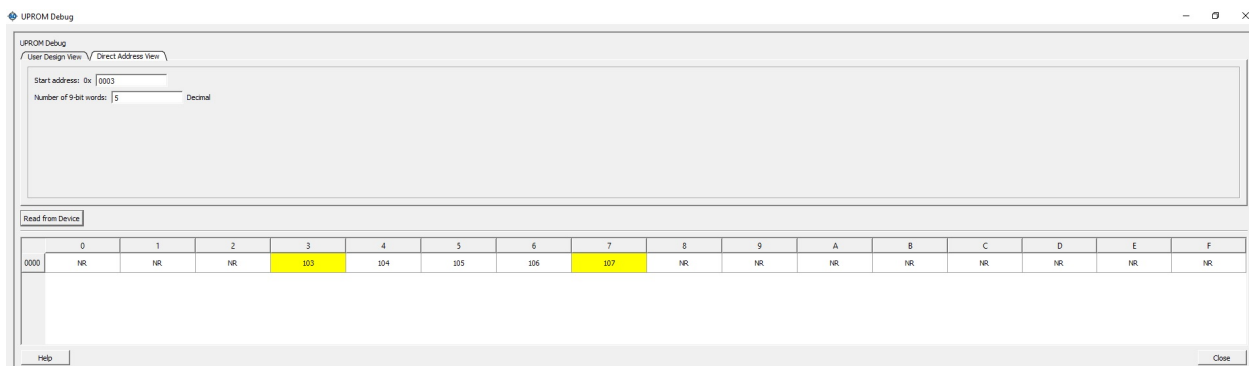 UPROM Debug
UPROM Debug
User Design View Direct Address View
Start address: 0x 0003
Number of 9-bit words: 5 Decimal
Read from Device
0 1 2 3 4 5 6 7 8 9 A B C D E F
0000 NR NR NR 103 104 105 106 107 NR NR NR NR NR NR NR NR
Help Close